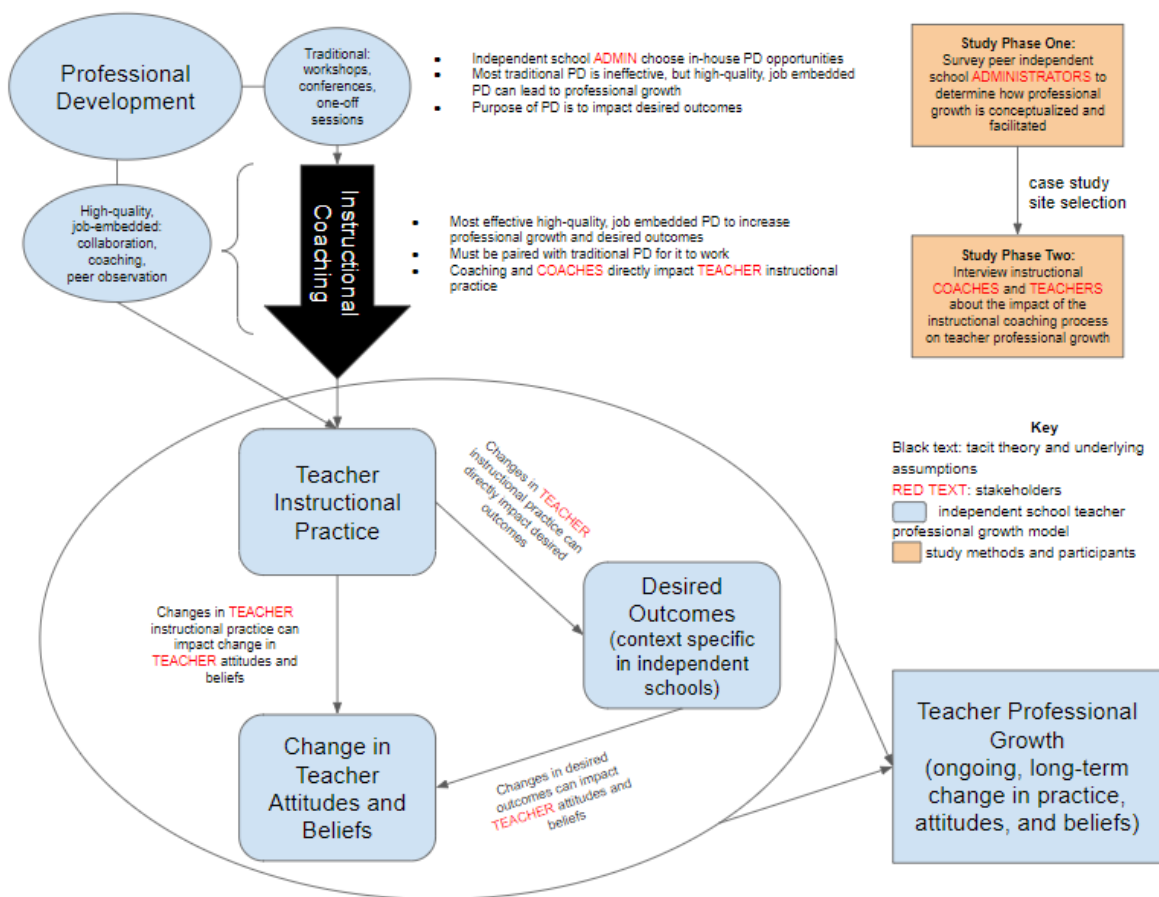 Professional
Development
Traditional:
workshops,
conferences,
one-off
sessions
Independent school ADMIN choose in-house PD opportunities
Most traditional PD is ineffective, but high-quality, job embedded
PD can lead to professional growth
Purpose of PD is to impact desired outcomes
Study Phase One:
Survey peer independent
school ADMINISTRATORS to
determine how professional
growth is conceptualized and
facilitated
case study
site selection
High-quality,
job-embedded:
collaboration,
coaching,
peer observation
Instructional
Coaching
Most effective high-quality, job embedded PD to increase
professional growth and desired outcomes
Must be paired with traditional PD for it to work
Coaching and COACHES directly impact TEACHER instructional
practice
Study Phase Two:
Interview instructional
COACHES and TEACHERS
about the impact of the
instructional coaching process
on teacher professional growth
Key
Black text: tacit theory and underlying
assumptions
RED TEXT: stakeholders
independent school teacher
professional growth model
study methods and participants
Teacher
Instructional
Practice
Changes in TEACHER
instructional practice can
directly impact desired
outcomes
Desired
Outcomes
(context specific
in independent
schools)
Changes in TEACHER
instructional practice can
impact change in
TEACHER attitudes and
beliefs
Change in
Teacher
Attitudes and
Beliefs
Changes in desired
outcomes can impact
TEACHER attitudes and
beliefs
Teacher Professional
Growth
(ongoing, long-term
change in practice,
attitudes, and beliefs)